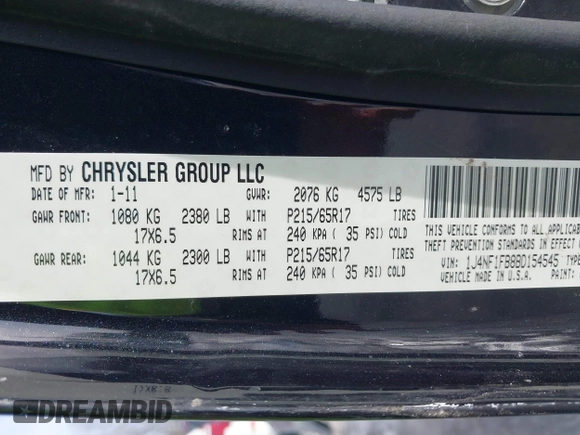 MFD BY CHRYSLER GROUP LLC
DATE OF MFR: 1-11 GVWR: 2076 KG 4575 LB
GAWR FRONT: 1080 KG 2380 LB WITH P215/65R17 TIRES
17X6.5 RIMS AT 240 KPA ( 35 PSI) COLD
GAWR REAR: 1044 KG 2300 LB WITH P215/65R17 TIRES
17X6.5 RIMS AT 240 KPA ( 35 PSI) COLD
THIS VEHICLE CONFORMS TO ALL APPLICABLE
THEFT PREVENTION STANDARDS IN EFFECT
VIN: 1J4NF1FB8BD154545 TYPE
MADE IN U.S.A. PAINT:
DREAMBID